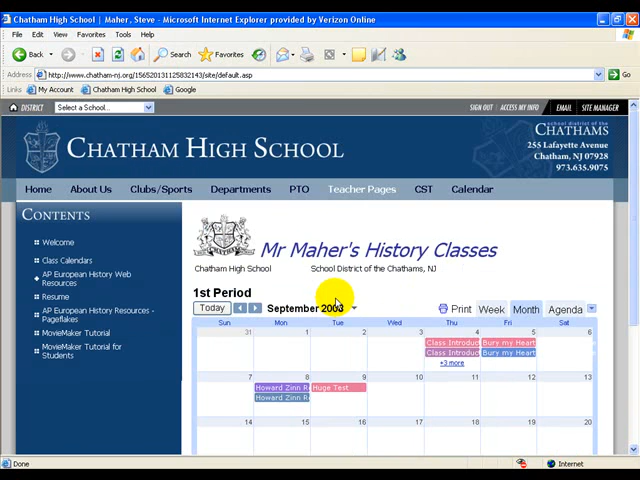 Chatham High School | Maher, Steve - Microsoft Internet Explorer provided by Verizon Online
File Edit View Favorites Tools Help
Back Search Favorites
Address http://www.chatham-nj.org/156520131125832143/site/default.asp Go
Links My Account Chatham High School Google
DISTRICT Select a School... SIGN OUT ACCESS MY INFO EMAIL SITE MANAGER
school district of the
CHATHAMS
255 Lafayette Avenue
Chatham, NJ 07928
973.635.9075
CHATHAM HIGH SCHOOL
Home About Us Clubs/Sports Departments PTO Teacher Pages CST Calendar
CONTENTS
Welcome
Class Calendars
AP European History Web
Resources
Resume
AP European History Resources -
Pageflakes
MovieMaker Tutorial
MovieMaker Tutorial for
Students
Mr Maher's History Classes
Chatham High School School District of the Chathams, NJ
1st Period
Today September 2008 Print Week Month Agenda
Sun Mon Tue Wed Thu Fri Sat
31 1 2 3 4 5 6
Class Introduc Bury my Heart
Class Introduc Bury my Heart
+3 more
7 8 9 10 11 12 13
Howard Zinn R Huge Test
Howard Zinn R
14 15 16 17 18 19 20
Done Internet